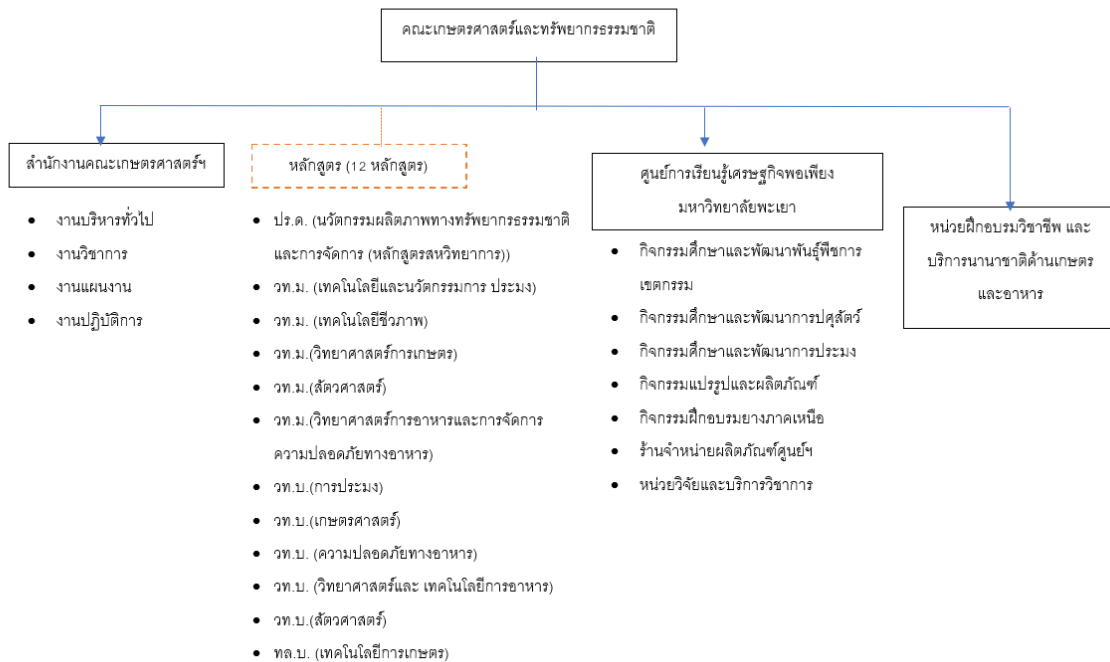 คณะเกษตรศาสตร์และทรัพยากรธรรมชาติ
สำนักงานคณะเกษตรศาสตร์ฯ
• งานบริหารทั่วไป
• งานวิชาการ
• งานแผนงาน
• งานปฏิบัติการ
หลักสูตร (12 หลักสูตร)
• ปร.ด. (นวัตกรรมผลิตภาพทางทรัพยากรธรรมชาติ
และการจัดการ (หลักสูตรสหวิทยาการ))
• วท.ม. (เทคโนโลยีและนวัตกรรมการ ประมง)
• วท.ม. (เทคโนโลยีชีวภาพ)
• วท.ม.(วิทยาศาสตร์การเกษตร)
• วท.ม.(สัตวศาสตร์)
• วท.ม.(วิทยาศาสตร์การอาหารและการจัดการ
ความปลอดภัยทางอาหาร)
• วท.บ.(การประมง)
• วท.บ.(เกษตรศาสตร์)
• วท.บ. (ความปลอดภัยทางอาหาร)
• วท.บ. (วิทยาศาสตร์และ เทคโนโลยีการอาหาร)
• วท.บ.(สัตวศาสตร์)
• ทล.บ. (เทคโนโลยีการเกษตร)
ศูนย์การเรียนรู้เศรษฐกิจพอเพียง
มหาวิทยาลัยพะเยา
• กิจกรรมศึกษาและพัฒนาพันธุ์พืชการ
เขตกรรม
• กิจกรรมศึกษาและพัฒนาการปศุสัตว์
• กิจกรรมศึกษาและพัฒนาการประมง
• กิจกรรมแปรรูปและผลิตภัณฑ์
• กิจกรรมฝึกอบรมยางภาคเหนือ
• ร้านจำหน่ายผลิตภัณฑ์ศูนย์ฯ
• หน่วยวิจัยและบริการวิชาการ
หน่วยฝึกอบรมวิชาชีพ และ
บริการนานาชาติด้านเกษตร
และอาหาร